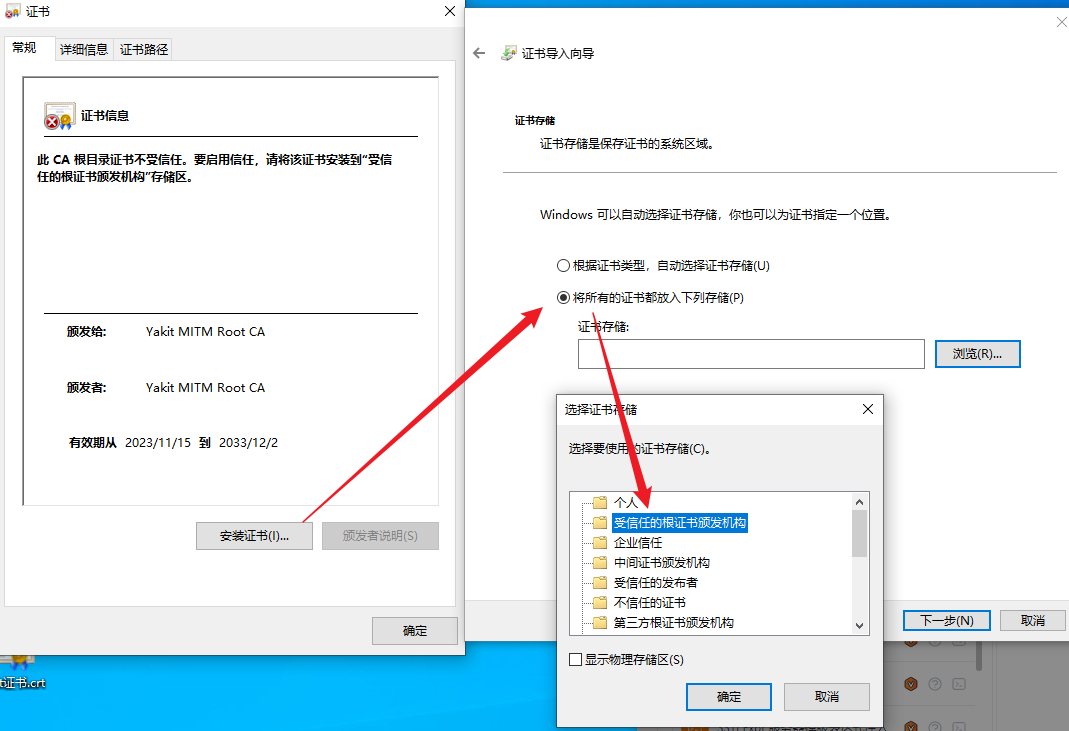 证书
常规
详细信息
证书路径
证书信息
此 CA 根目录证书不受信任。要启用信任，请将该证书安装到“受信
任的根证书颁发机构”存储区。
颁发给: Yakit MITM Root CA
颁发者: Yakit MITM Root CA
有效期从 2023/11/15 到 2033/12/2
安装证书(I)...
颁发者说明(S)
确定
证书导入向导
证书存储
证书存储是保存证书的系统区域。
Windows 可以自动选择证书存储，你也可以为证书指定一个位置。
根据证书类型，自动选择证书存储(U)
将所有的证书都放入下列存储(P)
证书存储:
浏览(R)...
选择证书存储
选择要使用的证书存储(C)。
个人
受信任的根证书颁发机构
企业信任
中间证书颁发机构
受信任的发布者
不信任的证书
第三方根证书颁发机构
显示物理存储区(S)
确定
取消
下一步(N)
取消
证书.crt